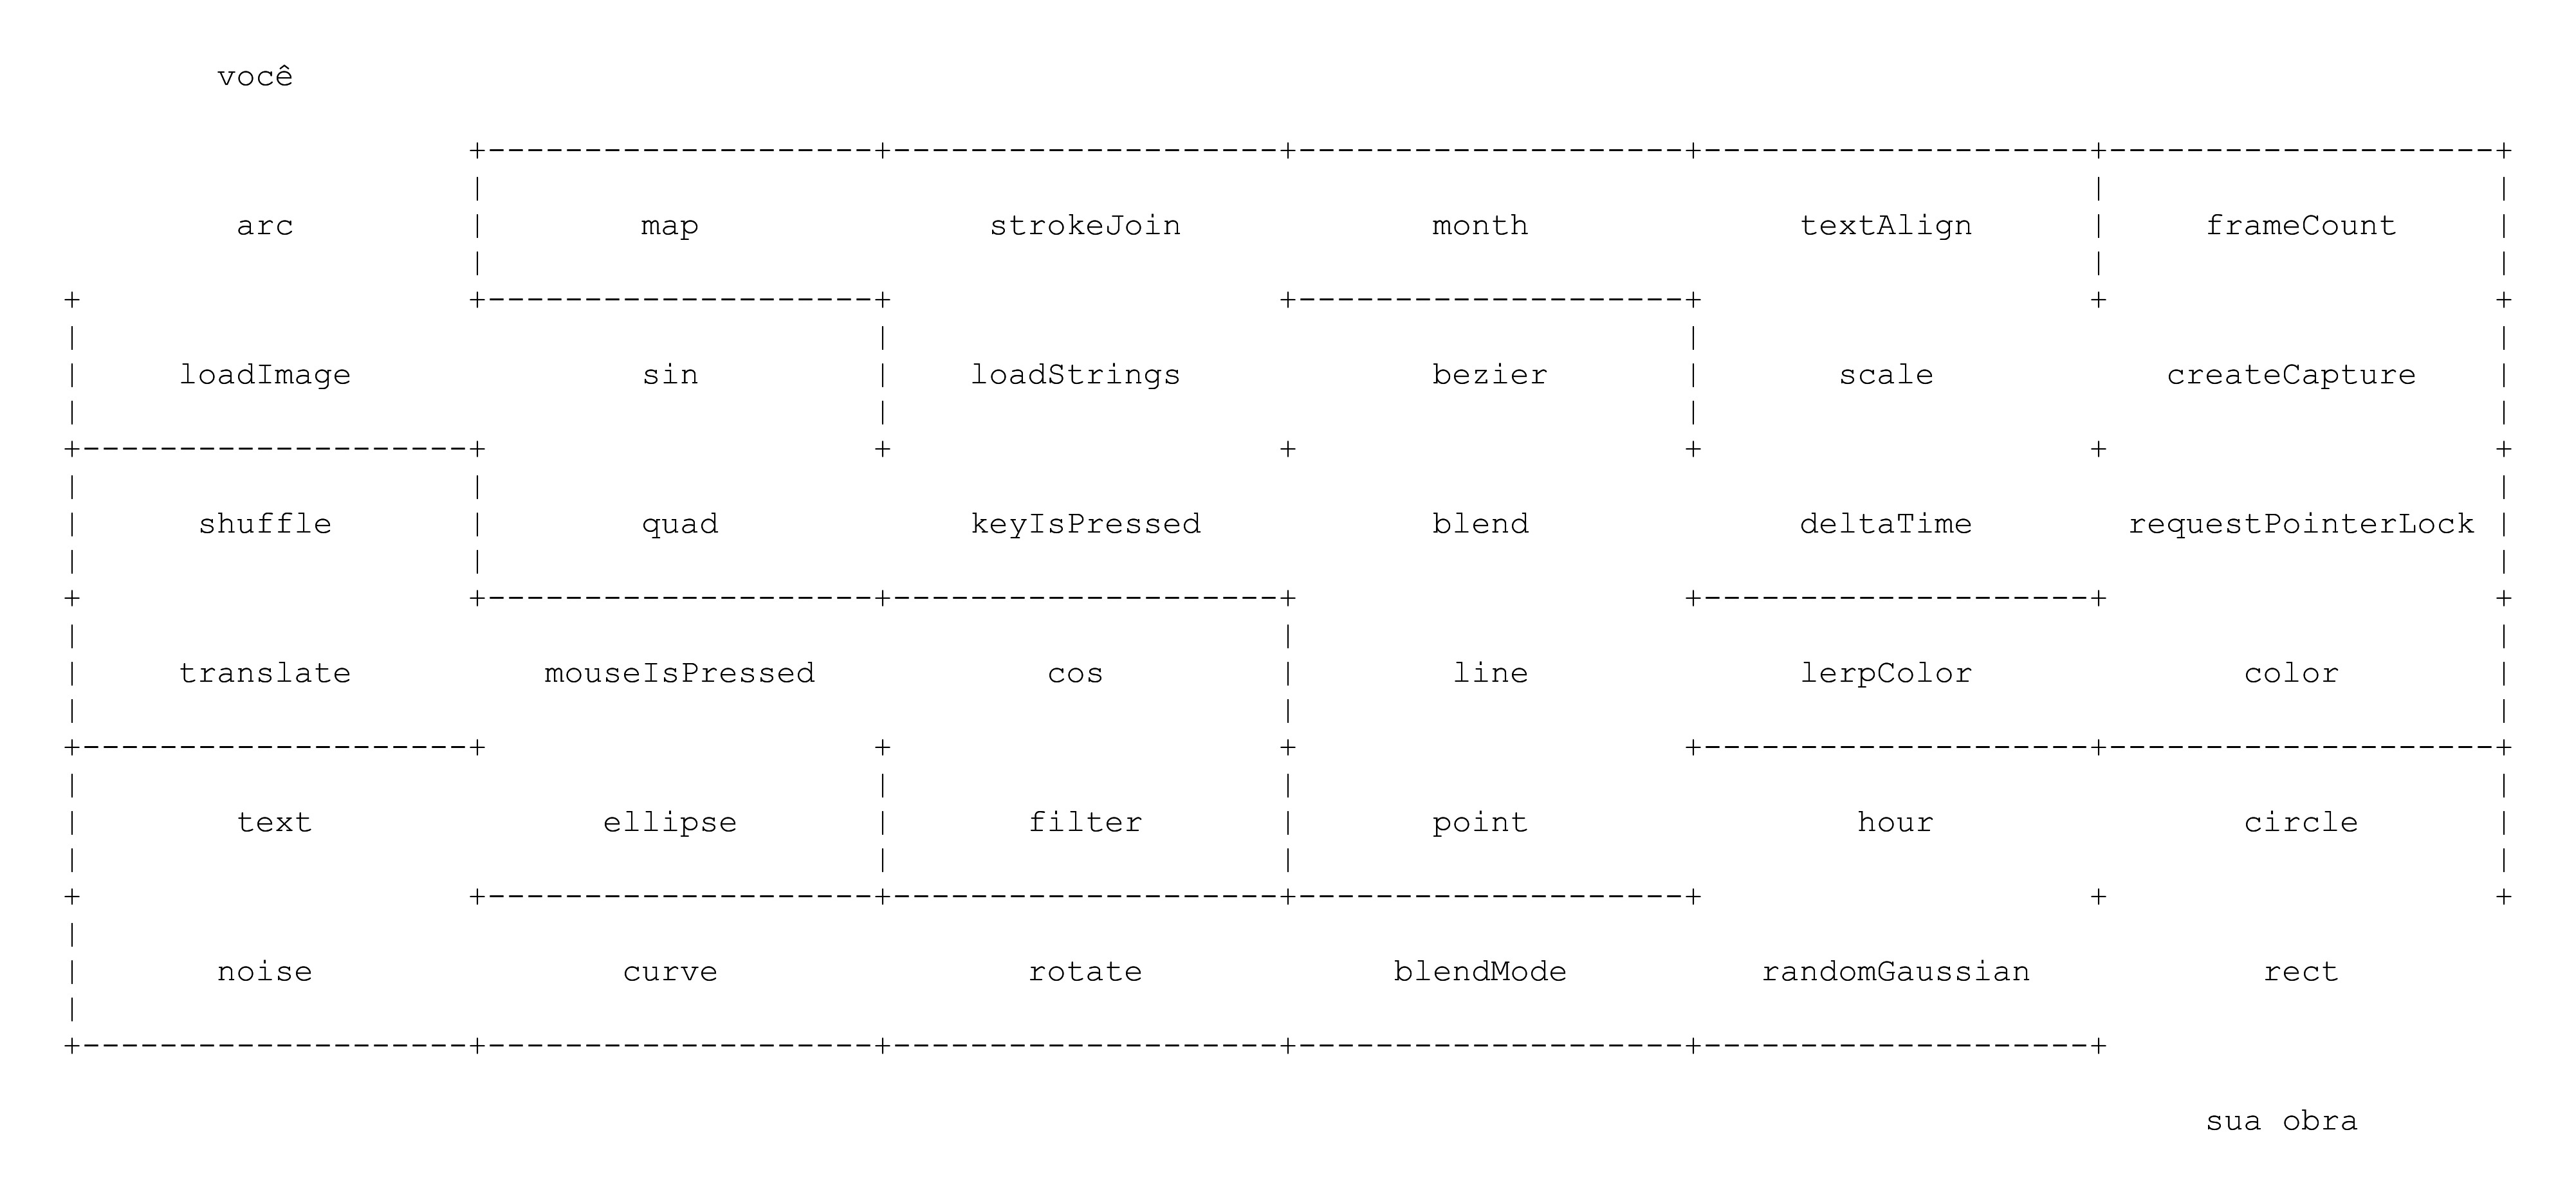 você
arc map strokeJoin month textAlign frameCount
loadImage sin loadStrings bezier scale createCapture
shuffle quad keyIsPressed blend deltaTime requestPointerLock
translate mouseIsPressed cos line lerpColor color
text ellipse filter point hour circle
noise curve rotate blendMode randomGaussian rect
sua obra